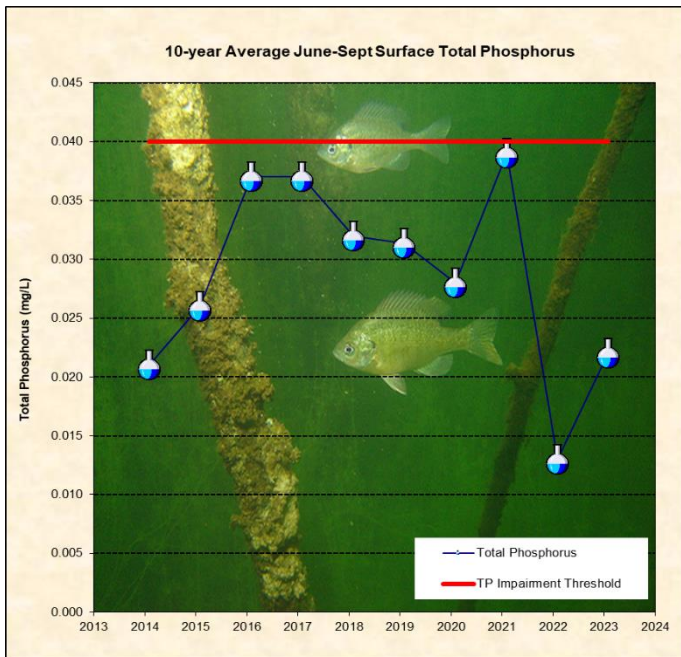 10-year Average June-Sept Surface Total Phosphorus
Total Phosphorus (mg/L)
0.045
0.040
0.035
0.030
0.025
0.020
0.015
0.010
0.005
0.000
2013 2014 2015 2016 2017 2018 2019 2020 2021 2022 2023 2024
Total Phosphorus
TP Impairment Threshold